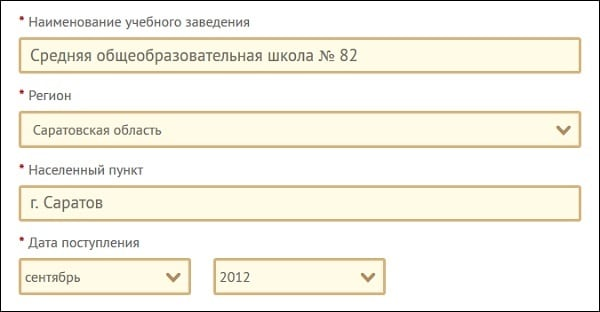 * Наименование учебного заведения
Средняя общеобразовательная школа № 82
* Регион
Саратовская область
* Населенный пункт
г. Саратов
* Дата поступления
сентябрь 2012